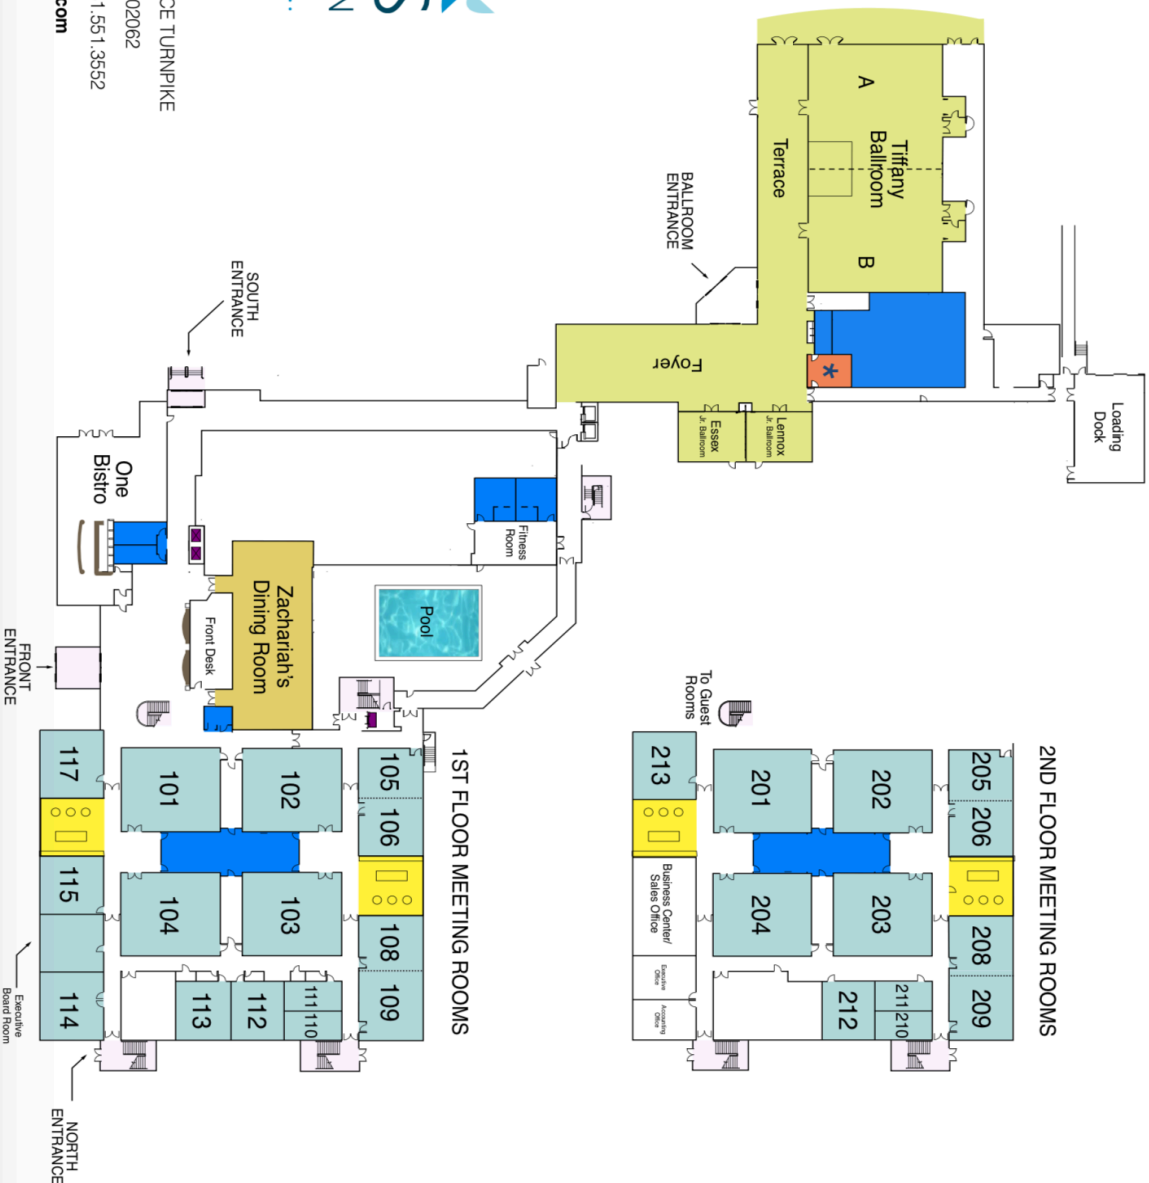 CE TURNPIKE
02062
1.551.3552
com
N
A
Tiffany
Ballroom
B
Terrace
BALLROOM
ENTRANCE
Foyer
*
Essex
Jr. Ballroom
Lennox
Jr. Ballroom
Loading
Dock
SOUTH
ENTRANCE
One
Bistro
Fitness
Room
Zachariah's
Dining Room
Front Desk
Pool
FRONT
ENTRANCE
To Guest
Rooms
1ST FLOOR MEETING ROOMS
105
106
108
109
102
103
101
104
111
110
112
113
117
115
114
Executive
Board Room
NORTH
ENTRANCE
2ND FLOOR MEETING ROOMS
205
206
208
209
202
203
201
204
211
210
212
213
Business Center/
Sales Office
Executive
Office
Accounting
Office